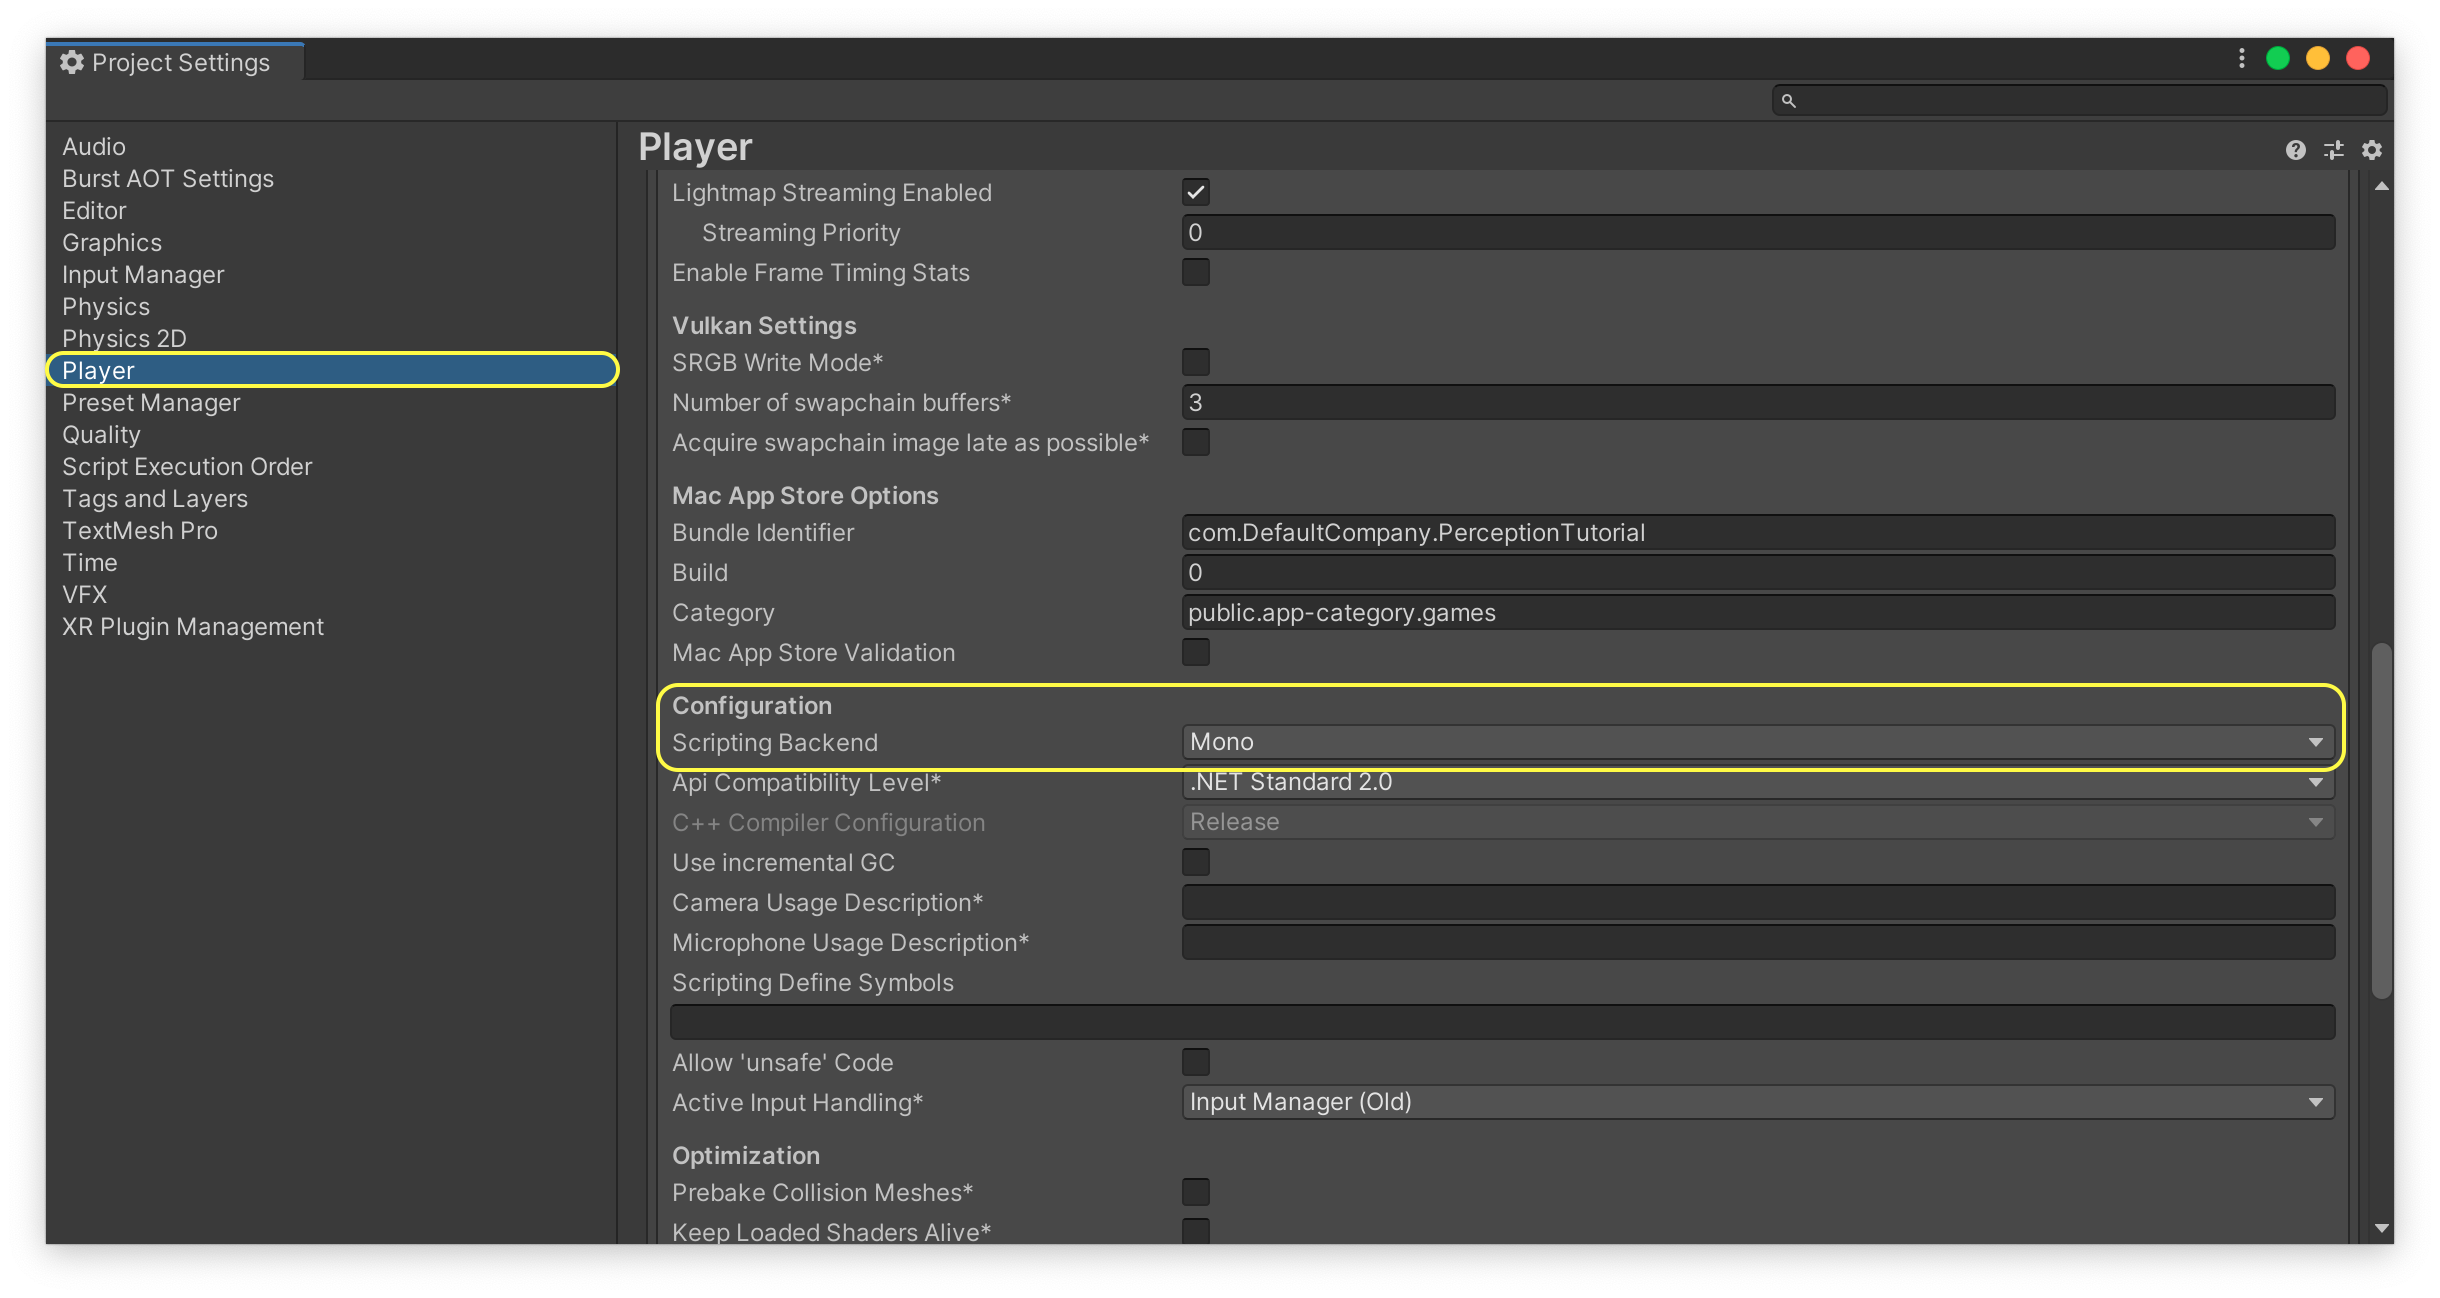 Project Settings
Audio
Burst AOT Settings
Editor
Graphics
Input Manager
Physics
Physics 2D
Player
Preset Manager
Quality
Script Execution Order
Tags and Layers
TextMesh Pro
Time
VFX
XR Plugin Management
Player
Lightmap Streaming Enabled
Streaming Priority 0
Enable Frame Timing Stats
Vulkan Settings
SRGB Write Mode*
Number of swapchain buffers* 3
Acquire swapchain image late as possible*
Mac App Store Options
Bundle Identifier com.DefaultCompany.PerceptionTutorial
Build 0
Category public.app-category.games
Mac App Store Validation
Configuration
Scripting Backend Mono
Api Compatibility Level* .NET Standard 2.0
C++ Compiler Configuration Release
Use incremental GC
Camera Usage Description*
Microphone Usage Description*
Scripting Define Symbols
Allow 'unsafe' Code
Active Input Handling* Input Manager (Old)
Optimization
Prebake Collision Meshes*
Keep Loaded Shaders Alive*